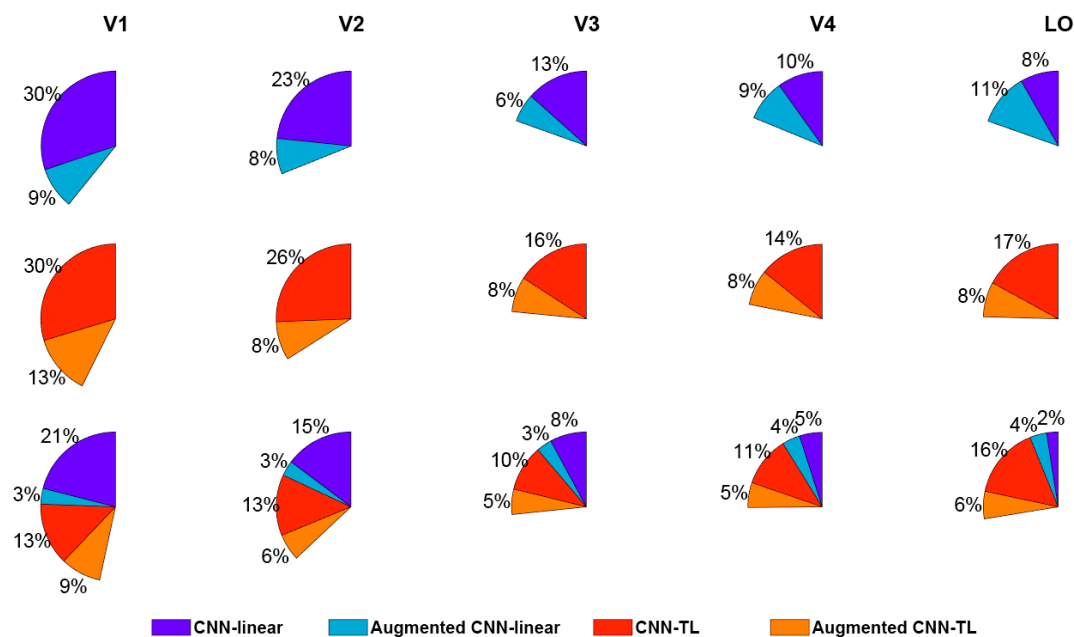 V1 V2 V3 V4 LO
30% 23% 13% 10% 8%
9% 8% 6% 9% 11%
30% 26% 16% 14% 17%
13% 8% 8% 8% 8%
21% 15% 8% 5% 2%
3% 3% 3% 4% 4%
13% 13% 10% 11% 16%
9% 6% 5% 5% 6%
CNN-linear Augmented CNN-linear CNN-TL Augmented CNN-TL